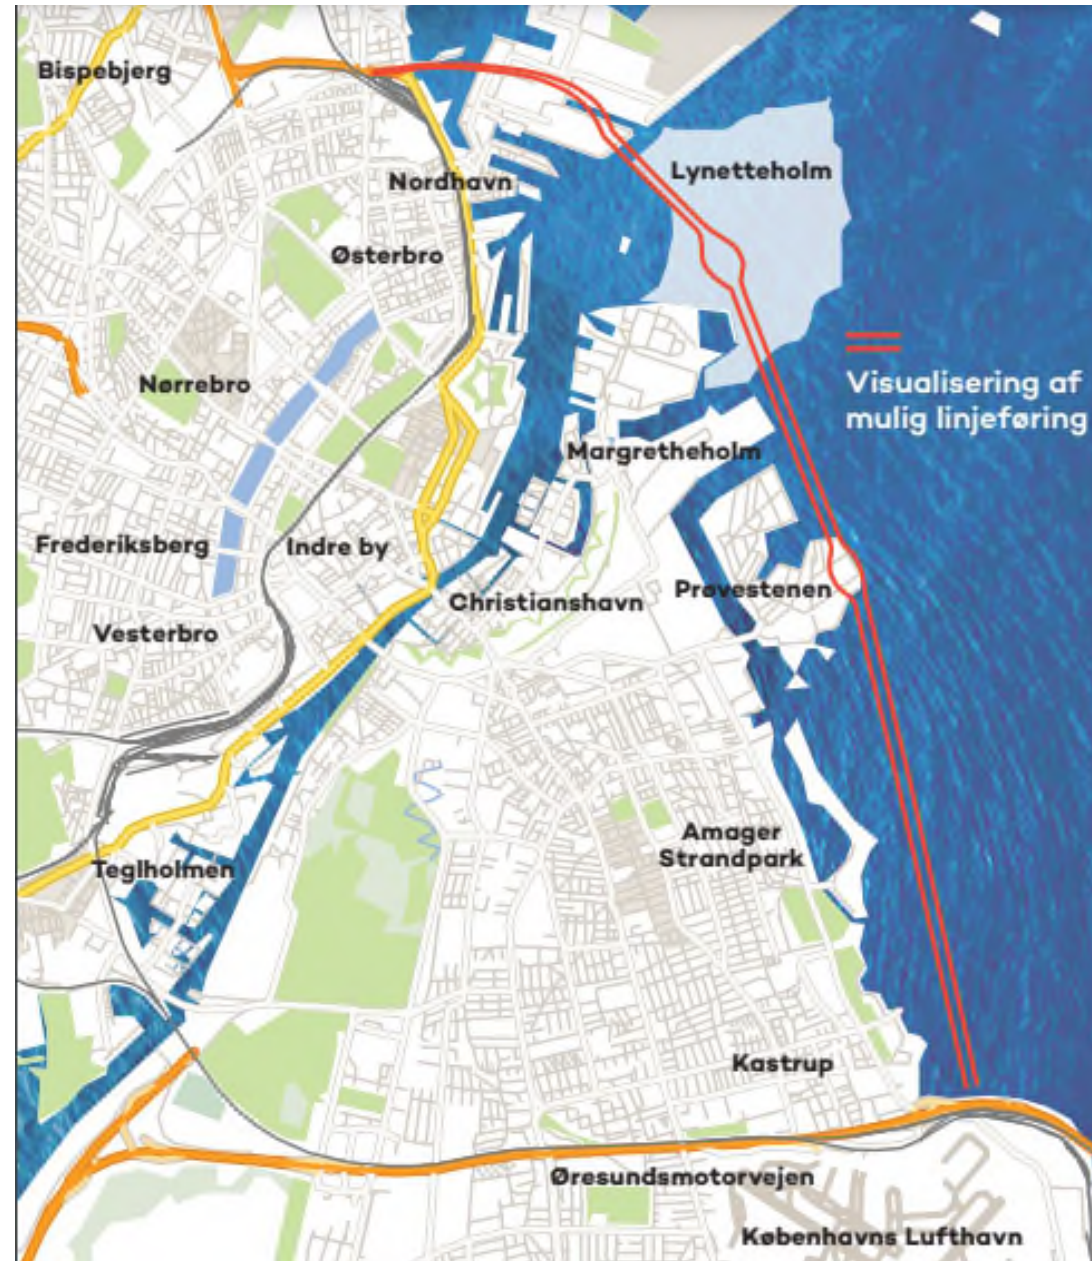 Bispebjerg
Nordhavn
Lynetteholm
Østerbro
Nørrebro
Visualisering af
mulig linjeføring
Margretheholm
Frederiksberg
Indre by
Christianshavn
Prøvestenen
Vesterbro
Amager
Strandpark
Teglholmen
Kastrup
Øresundsmotorvejen
Københavns Lufthavn